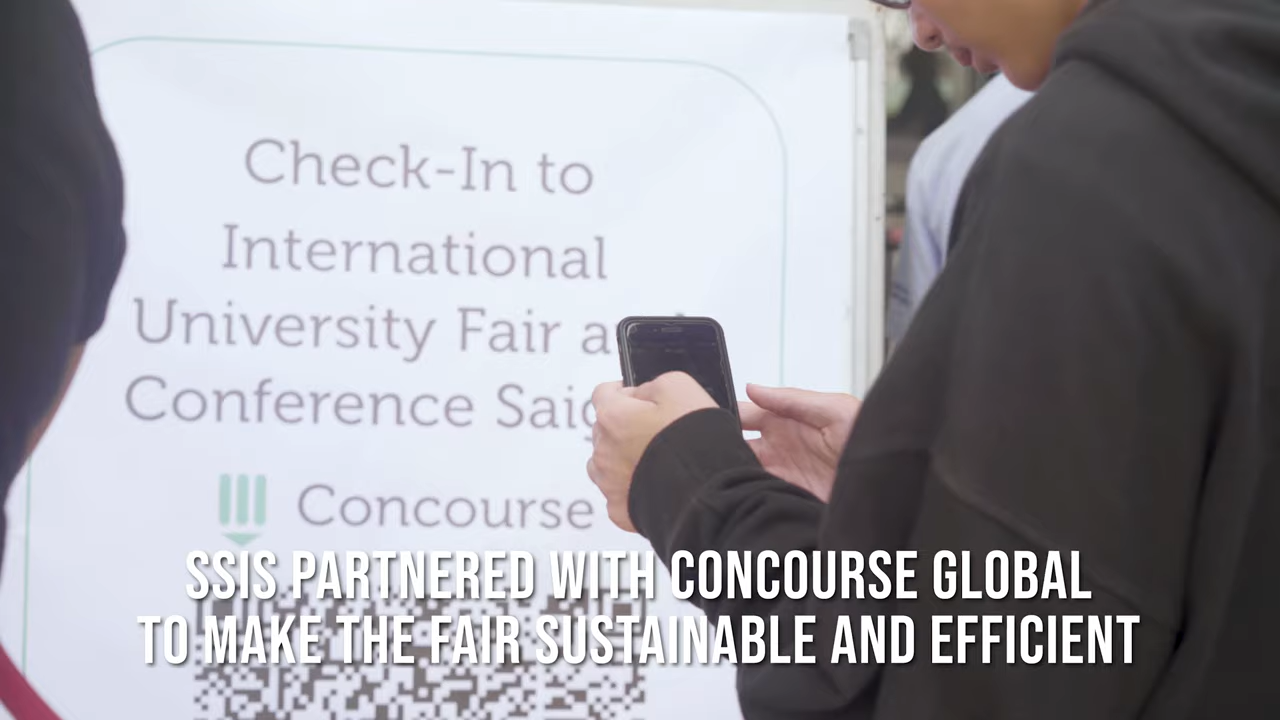 Check-In to
International
University Fair
Conference
Concourse
SSIS PARTNERED WITH CONCOURSE GLOBAL
TO MAKE THE FAIR SUSTAINABLE AND EFFICIENT